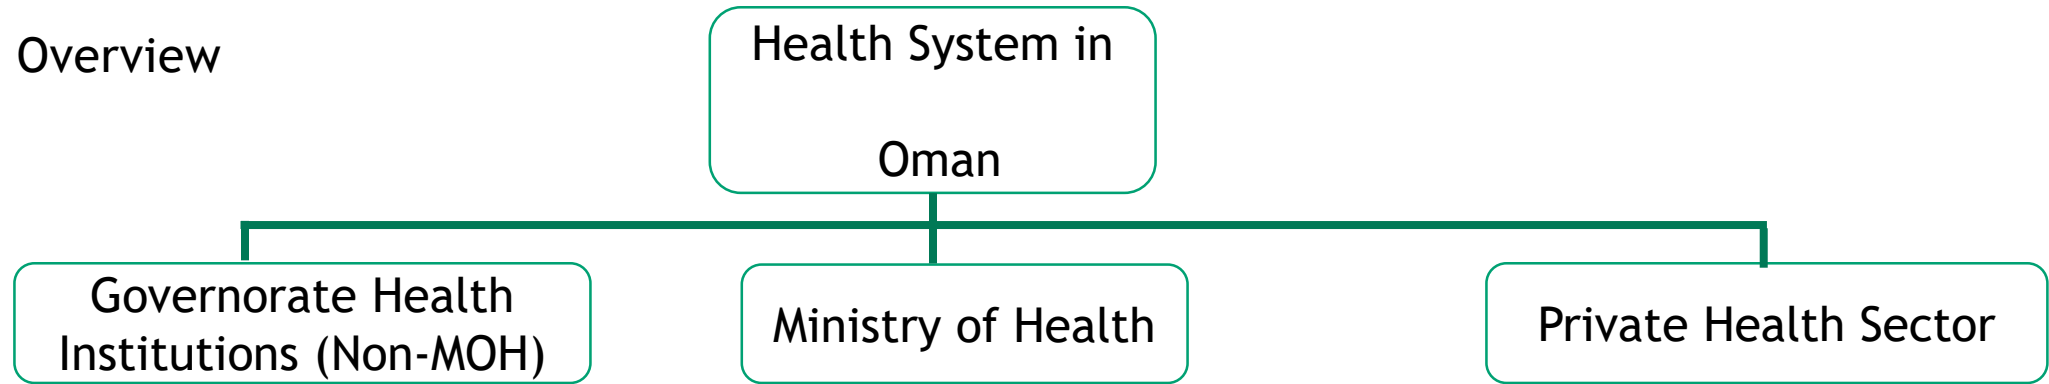 Overview
Health System in
Oman
Governorate Health
Institutions (Non-MOH)
Ministry of Health
Private Health Sector